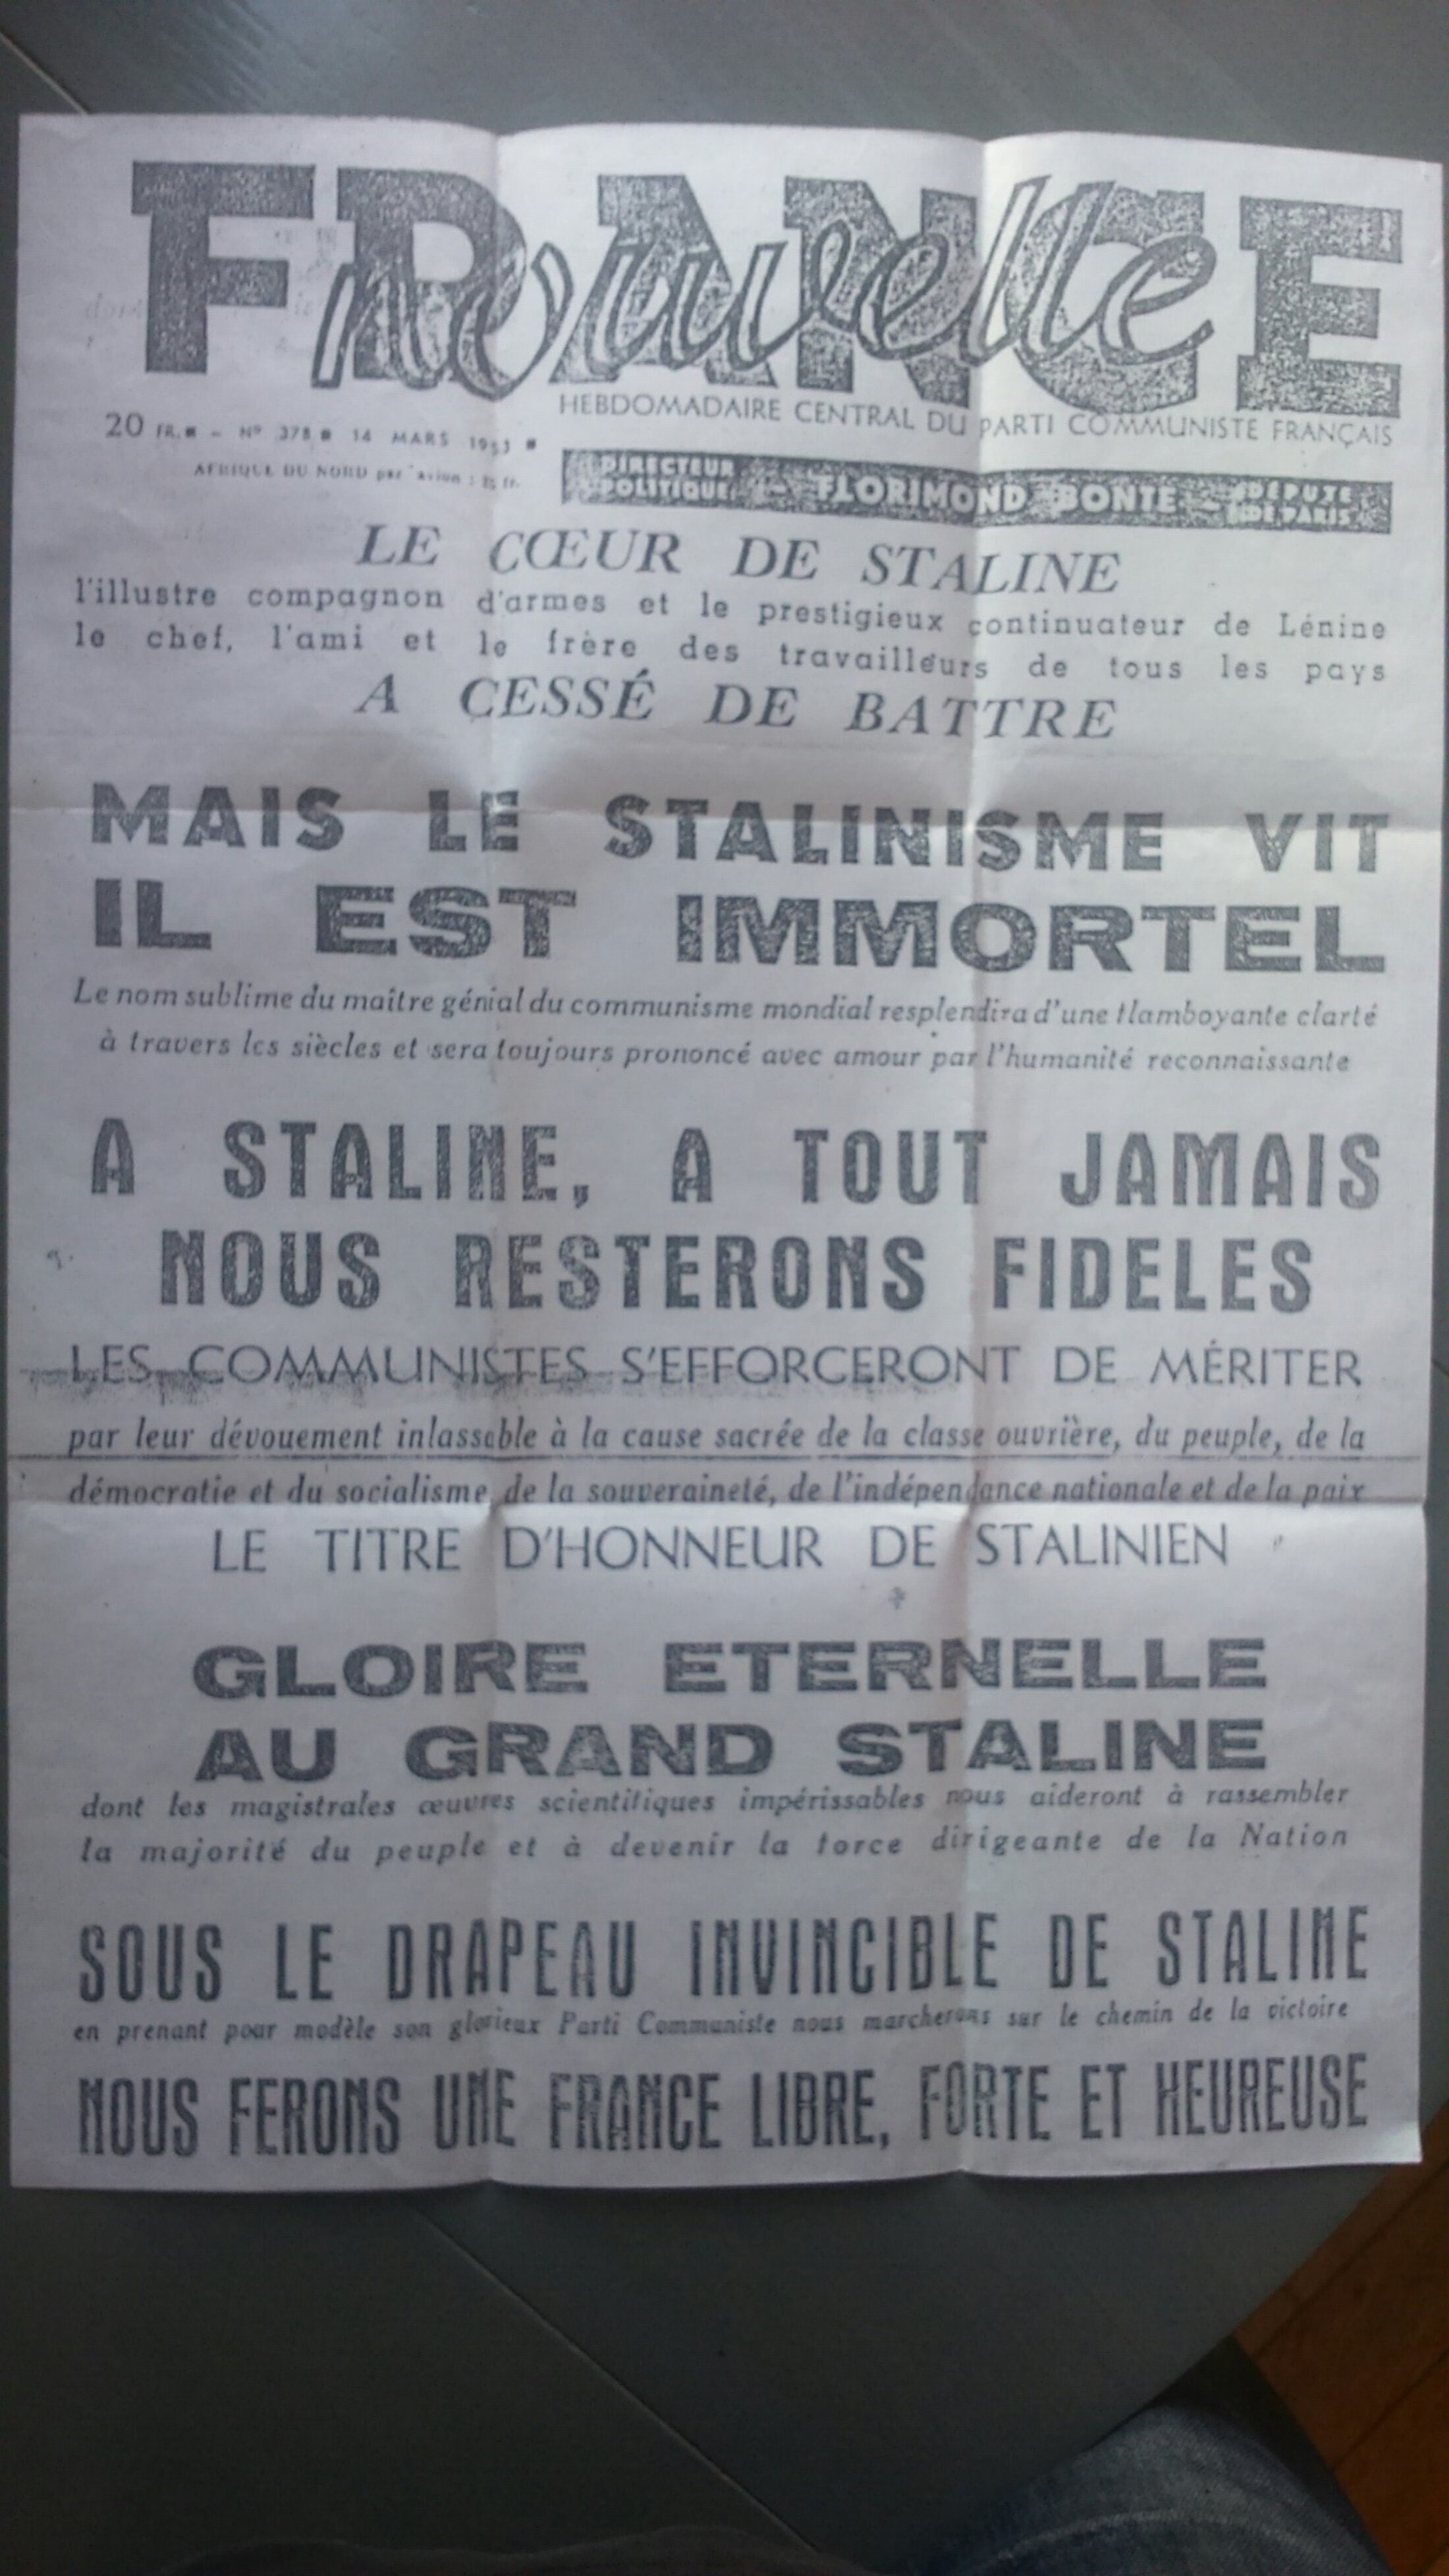 FRANCE
nouvelle
HEBDOMADAIRE CENTRAL DU PARTI COMMUNISTE FRANÇAIS
20 FR. - N° 378 14 MARS 1953
AFRIQUE DU NORD par avion : fr.
DIRECTEUR POLITIQUE FLORIMOND BONTE DÉPUTÉ DE PARIS
LE CŒUR DE STALINE
l'illustre compagnon d'armes et le prestigieux continuateur de Lénine
le chef, l'ami et le frère des travailleurs de tous les pays
A CESSÉ DE BATTRE
MAIS LE STALINISME VIT
IL EST IMMORTEL
Le nom sublime du maître génial du communisme mondial resplendira d'une flamboyante clarté
à travers les siècles et sera toujours prononcé avec amour par l'humanité reconnaissante
A STALINE, A TOUT JAMAIS
NOUS RESTERONS FIDELES
LES COMMUNISTES S'EFFORCERONT DE MÉRITER
par leur dévouement inlassable à la cause sacrée de la classe ouvrière, du peuple, de la
démocratie et du socialisme, de la souveraineté, de l'indépendance nationale et de la paix
LE TITRE D'HONNEUR DE STALINIEN
GLOIRE ETERNELLE
AU GRAND STALINE
dont les magistrales œuvres scientifiques impérissables nous aideront à rassembler
la majorité du peuple et à devenir la force dirigeante de la Nation
SOUS LE DRAPEAU INVINCIBLE DE STALINE
en prenant pour modèle son glorieux Parti Communiste nous marcherons sur le chemin de la victoire
NOUS FERONS UNE FRANCE LIBRE, FORTE ET HEUREUSE